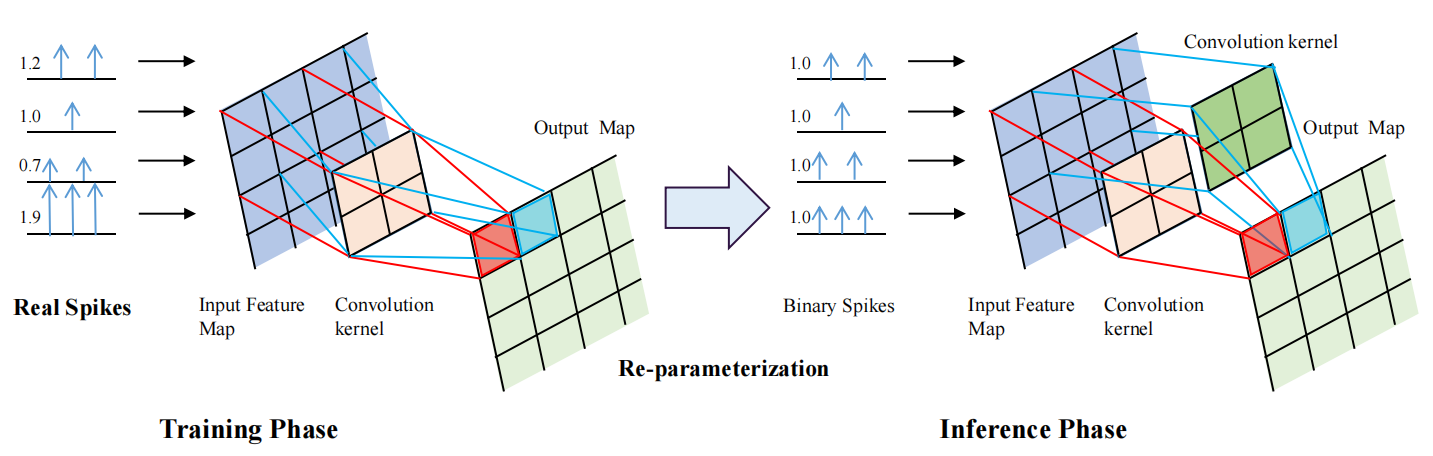 1.2
1.0
0.7
1.9
Real Spikes
Input Feature
Map
Convolution
kernel
Output Map
Training Phase
Re-parameterization
1.0
1.0
1.0
1.0
Binary Spikes
Input Feature
Map
Convolution
kernel
Convolution kernel
Output Map
Inference Phase